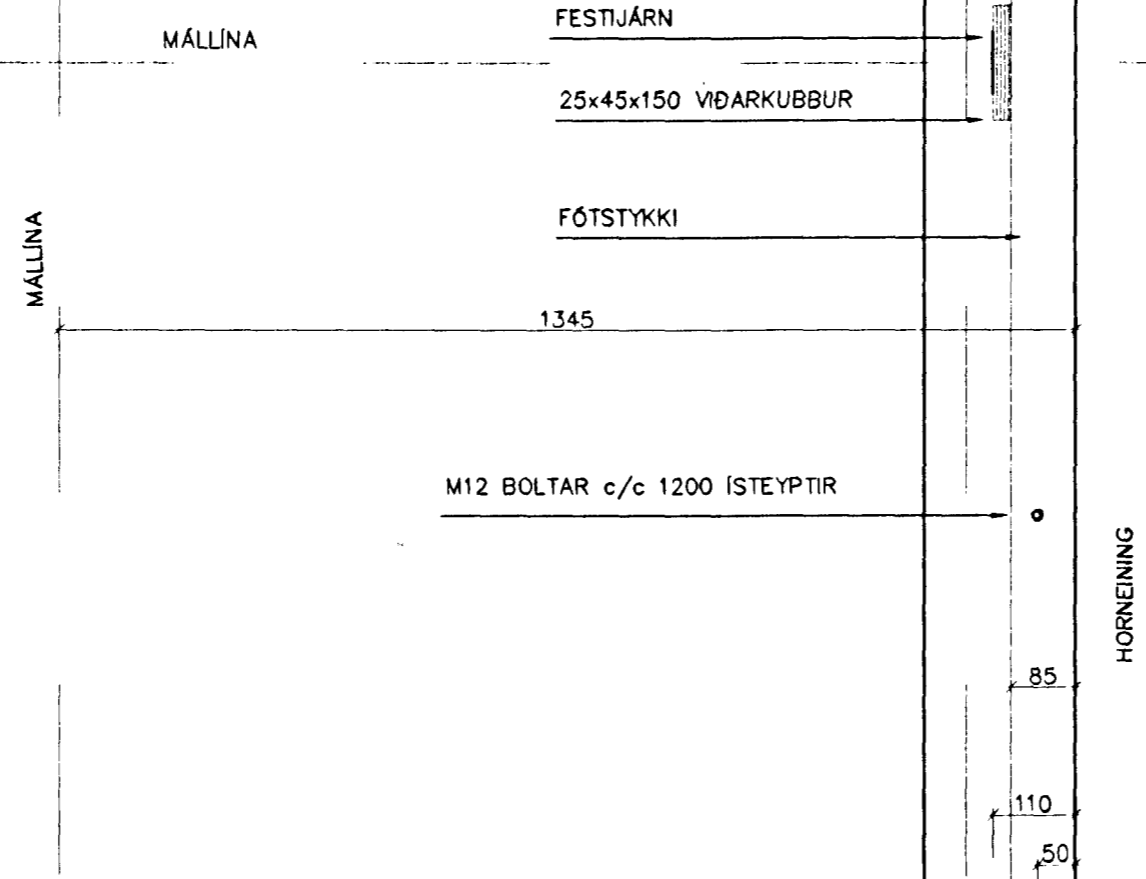 FESTIJÁRN
MÁLLÍNA
25x45x150 VIÐARKUBBUR
MÁLLÍNA
FÓTSTYKKI
1345
M12 BOLTAR c/c 1200 ÍSTEYPTIR
HORNEINING
85
110
50